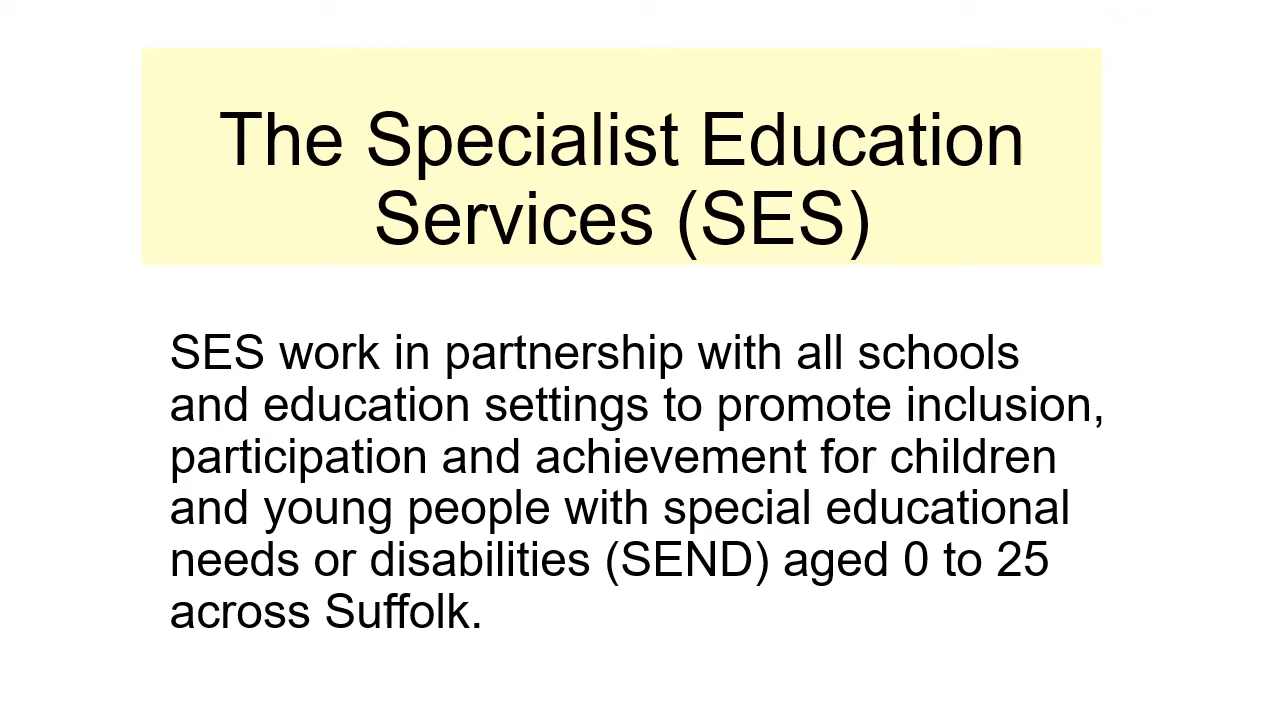 The Specialist Education
Services (SES)
SES work in partnership with all schools
and education settings to promote inclusion,
participation and achievement for children
and young people with special educational
needs or disabilities (SEND) aged 0 to 25
across Suffolk.